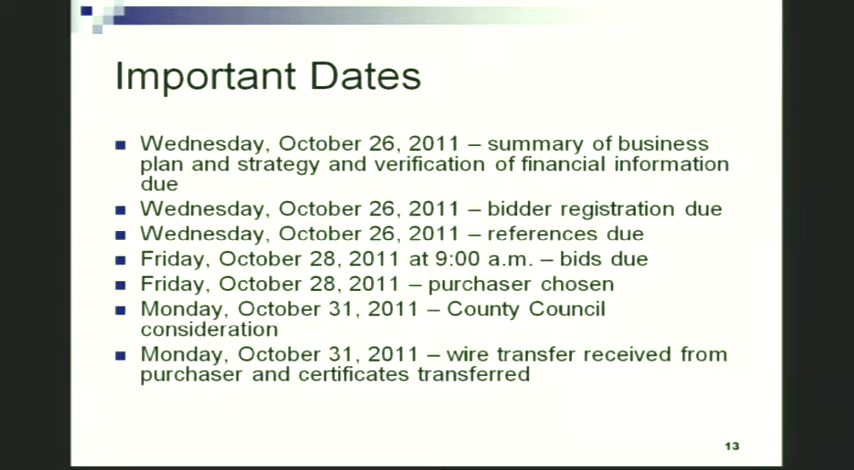 Important Dates
Wednesday, October 26, 2011 – summary of business
plan and strategy and verification of financial information
due
Wednesday, October 26, 2011 – bidder registration due
Wednesday, October 26, 2011 – references due
Friday, October 28, 2011 at 9:00 a.m. – bids due
Friday, October 28, 2011 – purchaser chosen
Monday, October 31, 2011 – County Council
consideration
Monday, October 31, 2011 – wire transfer received from
purchaser and certificates transferred
13